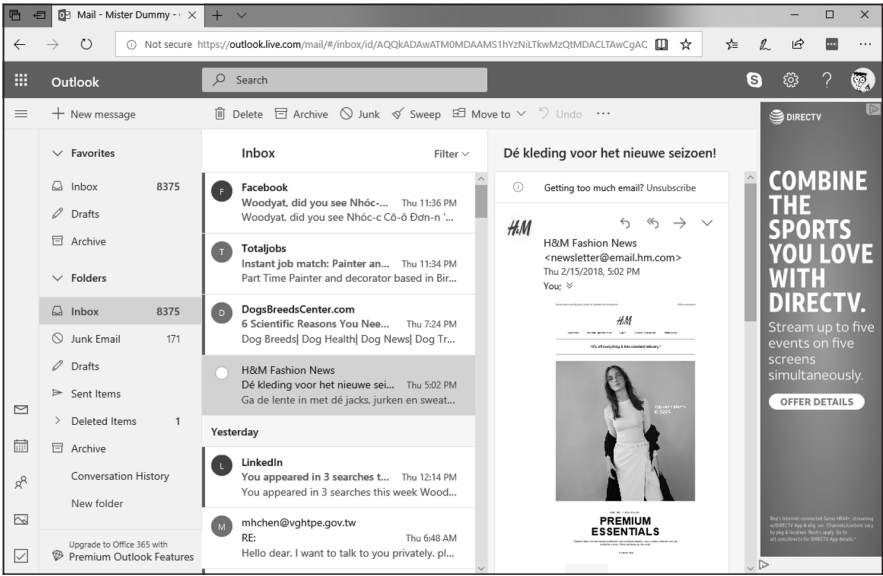 Mail - Mister Dummy -
Not secure https://outlook.live.com/mail/#/inbox/id/AQQkADAwATM0MDAAMS1hYzNiLTkwMzQtMDACLTAwCgAC
Outlook
Search
New message
Delete Archive Junk Sweep Move to Undo
Favorites
Inbox 8375
Drafts
Archive
Folders
Inbox 8375
Junk Email 171
Drafts
Sent Items
Deleted Items 1
Archive
Conversation History
New folder
Upgrade to Office 365 with
Premium Outlook Features
Inbox Filter
F
Facebook
Woodyat, did you see Nhóc-... Thu 11:36 PM
Woodyat, did you see Nhóc-c Cô-ô Đơn-n '...
T
Totaljobs
Instant job match: Painter an... Thu 11:34 PM
Part Time Painter and decorator based in Bir...
D
DogsBreedsCenter.com
6 Scientific Reasons You Nee... Thu 7:24 PM
Dog Breeds| Dog Health| Dog News| Dog Tr...
H&M Fashion News
Dé kleding voor het nieuwe sei... Thu 5:02 PM
Ga de lente in met dé jacks, jurken en sweat...
Yesterday
L
LinkedIn
You appeared in 3 searches t... Thu 12:14 PM
You appeared in 3 searches this week Wood...
M
mhchen@vghtpe.gov.tw
RE: Thu 6:48 AM
Hello dear. I want to talk to you privately. pl...
Dé kleding voor het nieuwe seizoen!
Getting too much email? Unsubscribe
H&M
H&M Fashion News
<newsletter@email.hm.com>
Thu 2/15/2018, 5:02 PM
You;
H&M
PREMIUM
ESSENTIALS
DIRECTV
COMBINE
THE
SPORTS
YOU LOVE
WITH
DIRECTV.
Stream up to five
events on five
screens
simultaneously.
OFFER DETAILS